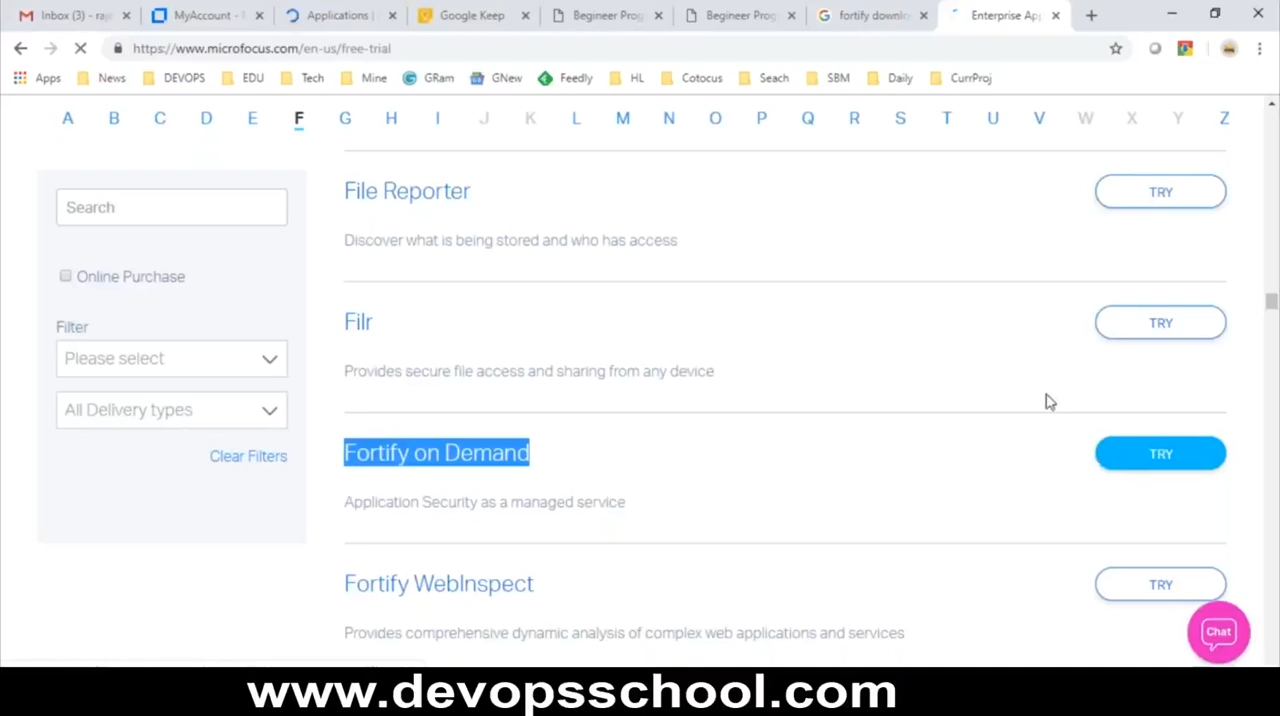 Inbox (3) - raj
MyAccount -
Applications |
Google Keep
Begineer Prog
Begineer Prog
fortify downlo
Enterprise App
https://www.microfocus.com/en-us/free-trial
Apps News DEVOPS EDU Tech Mine GRam GNew Feedly HL Cotocus Seach SBM Daily CurrProj
A B C D E F G H I J K L M N O P Q R S T U V W X Y Z
Search
Online Purchase
Filter
Please select
All Delivery types
Clear Filters
File Reporter
TRY
Discover what is being stored and who has access
Filr
TRY
Provides secure file access and sharing from any device
Fortify on Demand
TRY
Application Security as a managed service
Fortify WebInspect
TRY
Provides comprehensive dynamic analysis of complex web applications and services
Chat
www.devopsschool.com